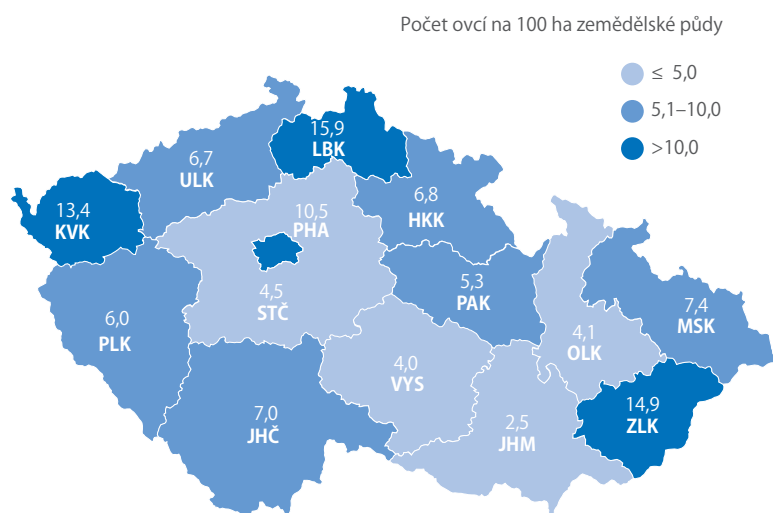 Počet ovcí na 100 ha zemědělské půdy
≤ 5,0
5,1–10,0
>10,0
15,9
LBK
6,7
ULK
6,8
HKK
13,4
KVK
10,5
PHA
4,5
STČ
5,3
PAK
7,4
MSK
6,0
PLK
4,1
OLK
4,0
VYS
7,0
JHČ
2,5
JHM
14,9
ZLK